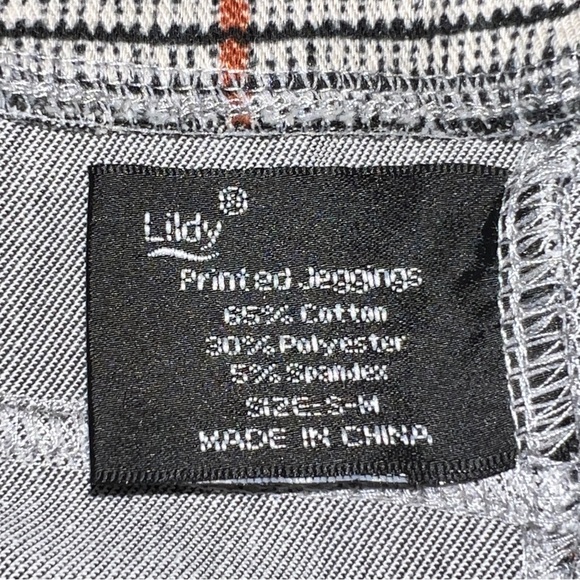 Lildy®
Printed Jeggings
65% Cotton
30% Polyester
5% Spandex
SIZE:S-M
MADE IN CHINA